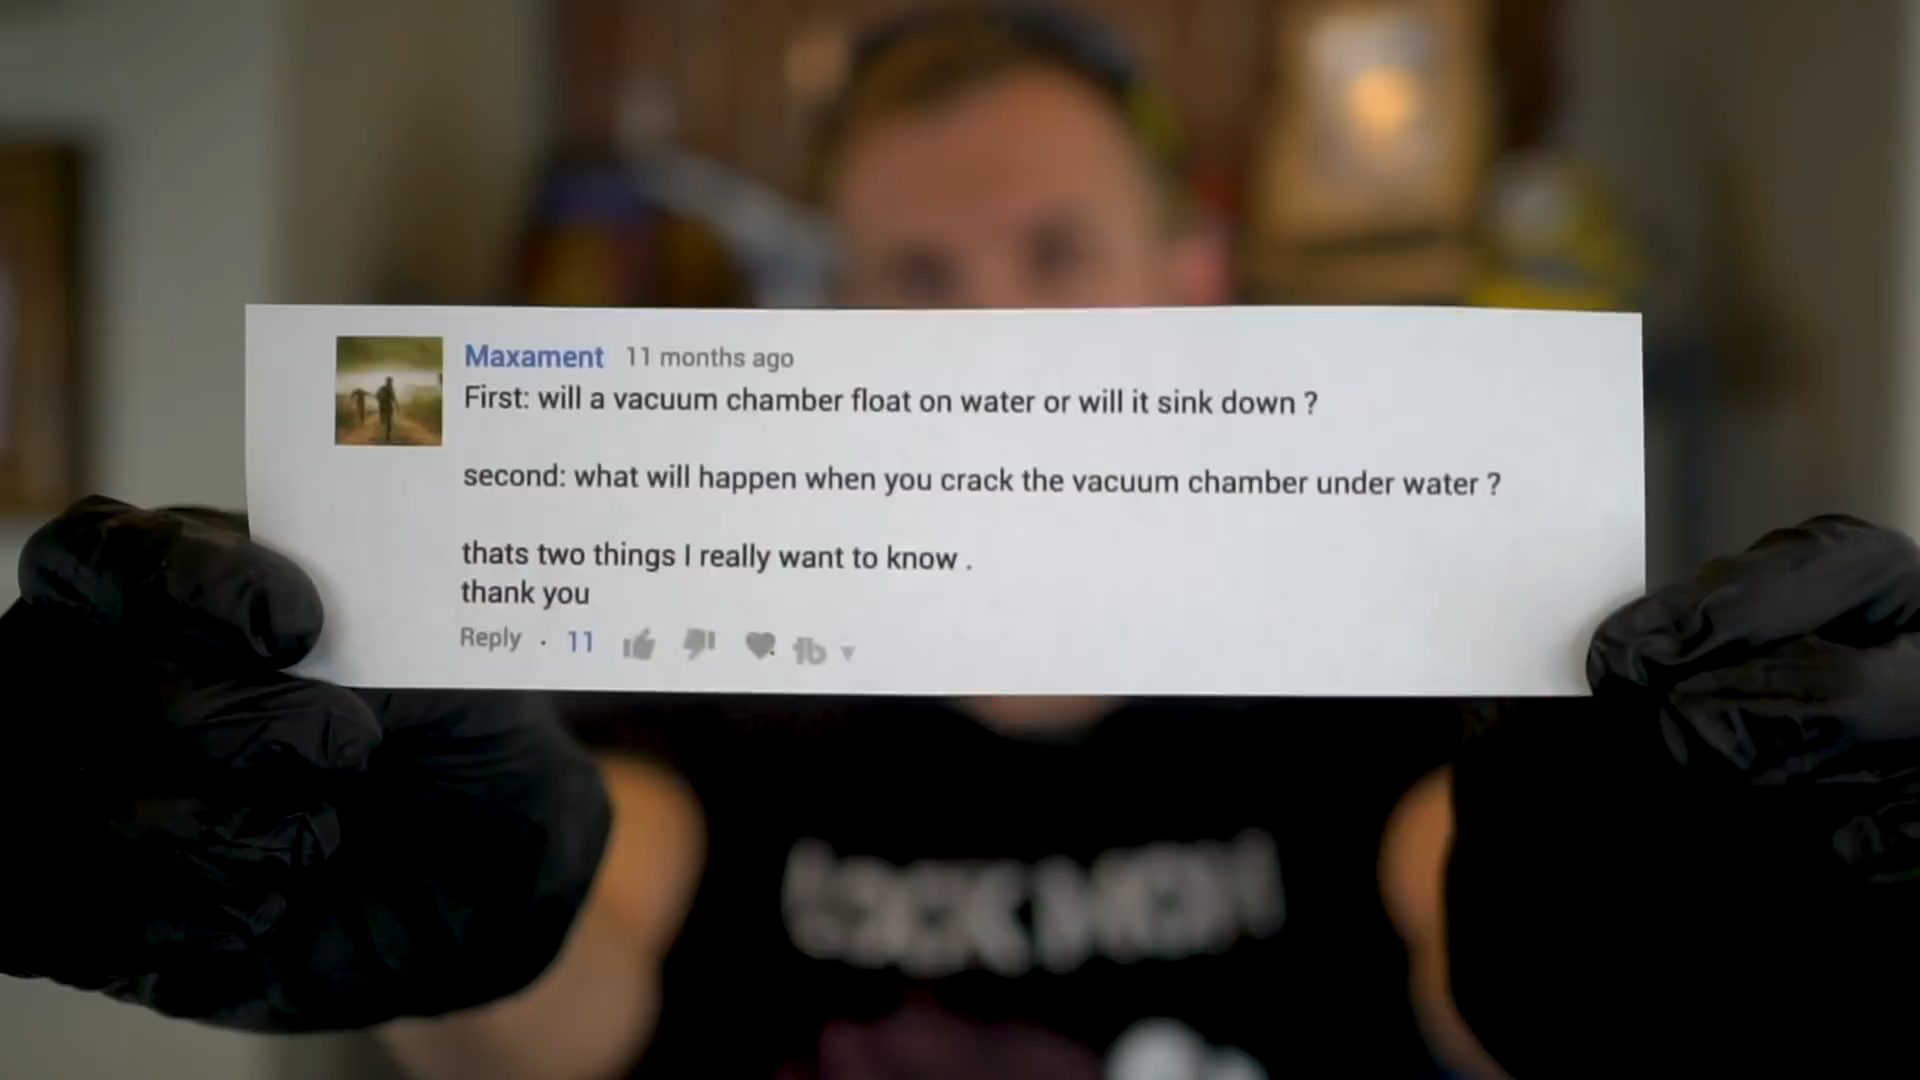 Maxament 11 months ago
First: will a vacuum chamber float on water or will it sink down ?
second: what will happen when you crack the vacuum chamber under water ?
thats two things I really want to know .
thank you
Reply . 11